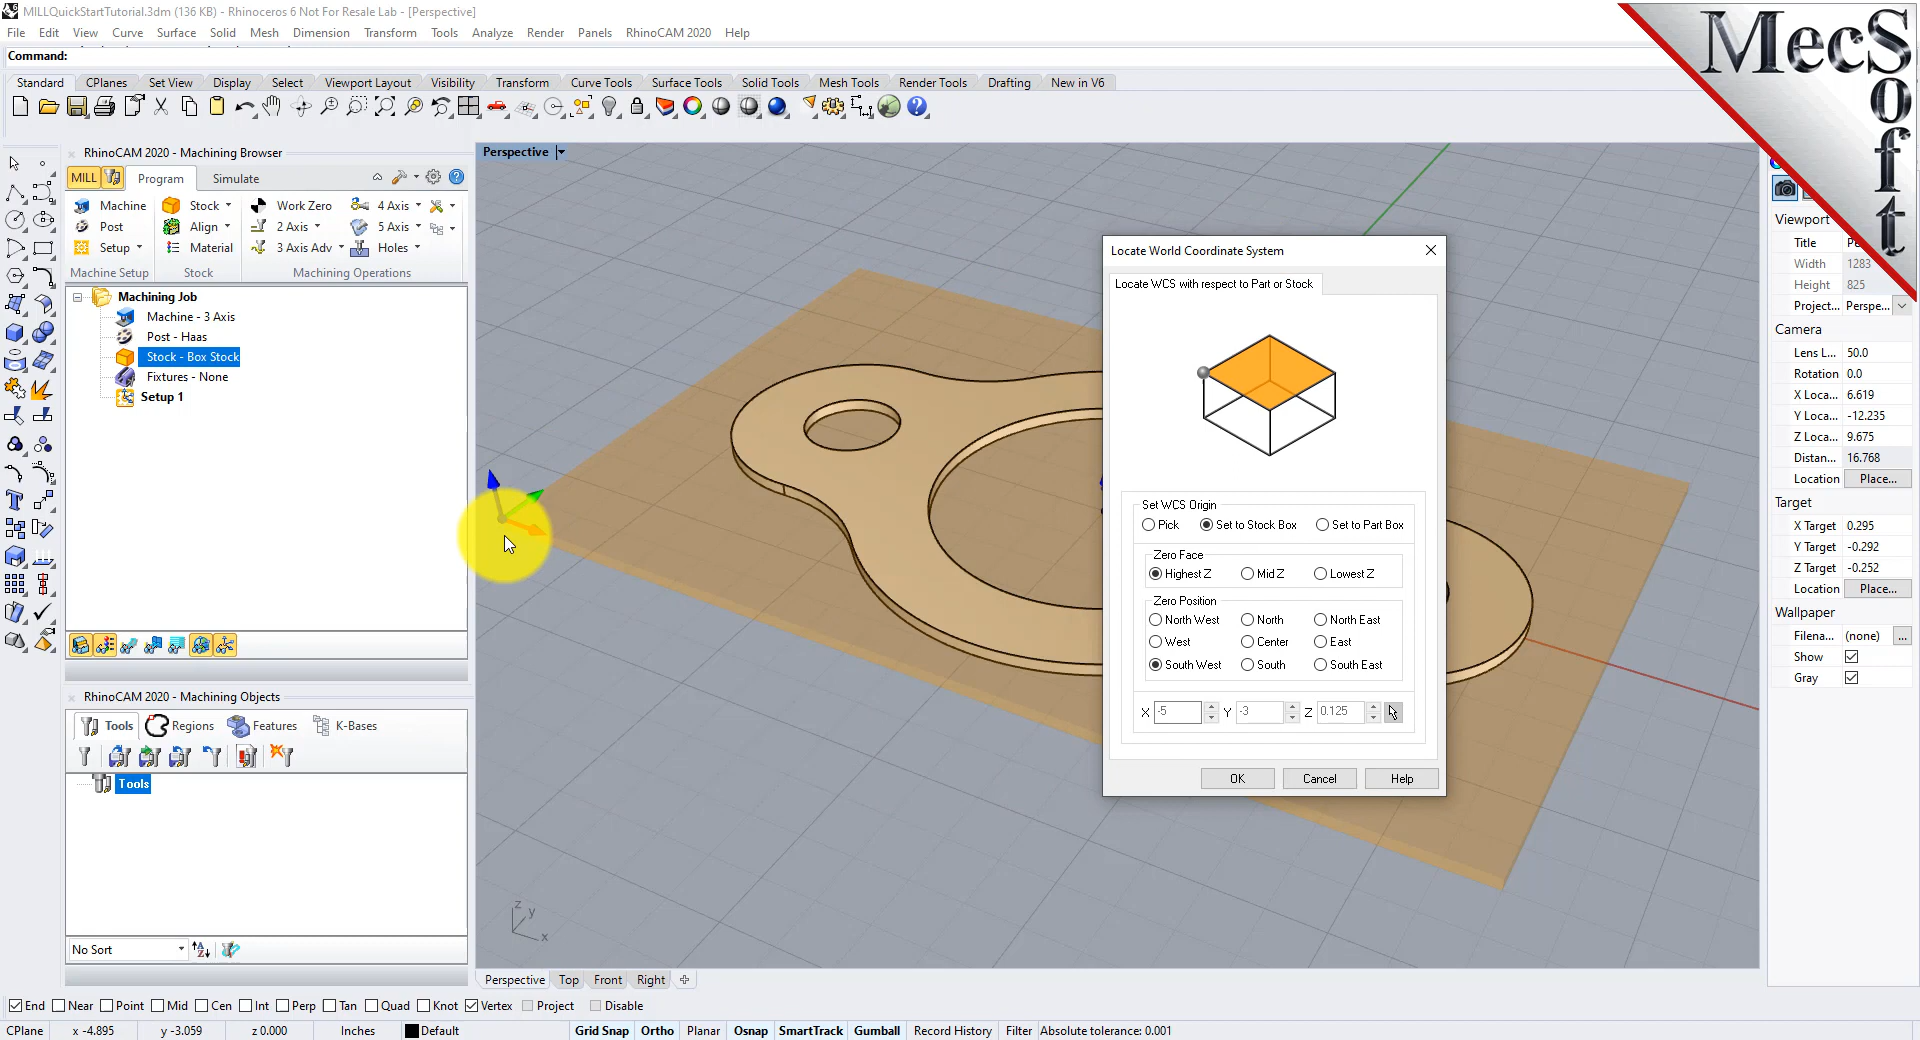 MILLQuickStartTutorial.3dm (136 KB) - Rhinoceros 6 Not For Resale Lab - [Perspective]
File Edit View Curve Surface Solid Mesh Dimension Transform Tools Analyze Render Panels RhinoCAM 2020 Help
Command:
Standard CPlanes Set View Display Select Viewport Layout Visibility Transform Curve Tools Surface Tools Solid Tools Mesh Tools Render Tools Drafting New in V6
MecSoft
RhinoCAM 2020 - Machining Browser
MILL Program Simulate
Machine Stock Work Zero 4 Axis
Post Align 2 Axis 5 Axis
Setup Material 3 Axis Adv Holes
Machine Setup Stock Machining Operations
Machining Job
Machine - 3 Axis
Post - Haas
Stock - Box Stock
Fixtures - None
Setup 1
RhinoCAM 2020 - Machining Objects
Tools Regions Features K-Bases
Tools
No Sort
Perspective
z
y
x
Locate World Coordinate System
Locate WCS with respect to Part or Stock
Set WCS Origin
Pick Set to Stock Box Set to Part Box
Zero Face
Highest Z Mid Z Lowest Z
Zero Position
North West North North East
West Center East
South West South South East
X -5 Y -3 Z 0.125
OK Cancel Help
Viewport
Title
Width 1283
Height 825
Project... Perspe...
Camera
Lens L... 50.0
Rotation 0.0
X Loca... 6.619
Y Loca... -12.235
Z Loca... 9.675
Distan... 16.768
Location Place...
Target
X Target 0.295
Y Target -0.292
Z Target -0.252
Location Place...
Wallpaper
Filena... (none) ...
Show
Gray
Perspective Top Front Right
End Near Point Mid Cen Int Perp Tan Quad Knot Vertex Project Disable
CPlane x -4.895 y -3.059 z 0.000 Inches Default Grid Snap Ortho Planar Osnap SmartTrack Gumball Record History Filter Absolute tolerance: 0.001